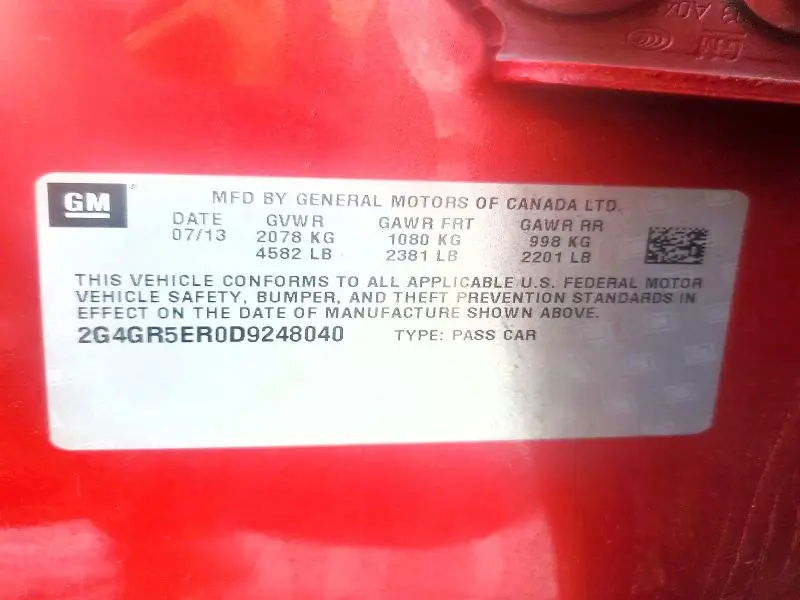 GM
GM ® MFD BY GENERAL MOTORS OF CANADA LTD.
DATE GVWR GAWR FRT GAWR RR
07/13 2078 KG 1080 KG 998 KG
4582 LB 2381 LB 2201 LB
THIS VEHICLE CONFORMS TO ALL APPLICABLE U.S. FEDERAL MOTOR
VEHICLE SAFETY, BUMPER, AND THEFT PREVENTION STANDARDS IN
EFFECT ON THE DATE OF MANUFACTURE SHOWN ABOVE.
2G4GR5ER0D9248040 TYPE: PASS CAR